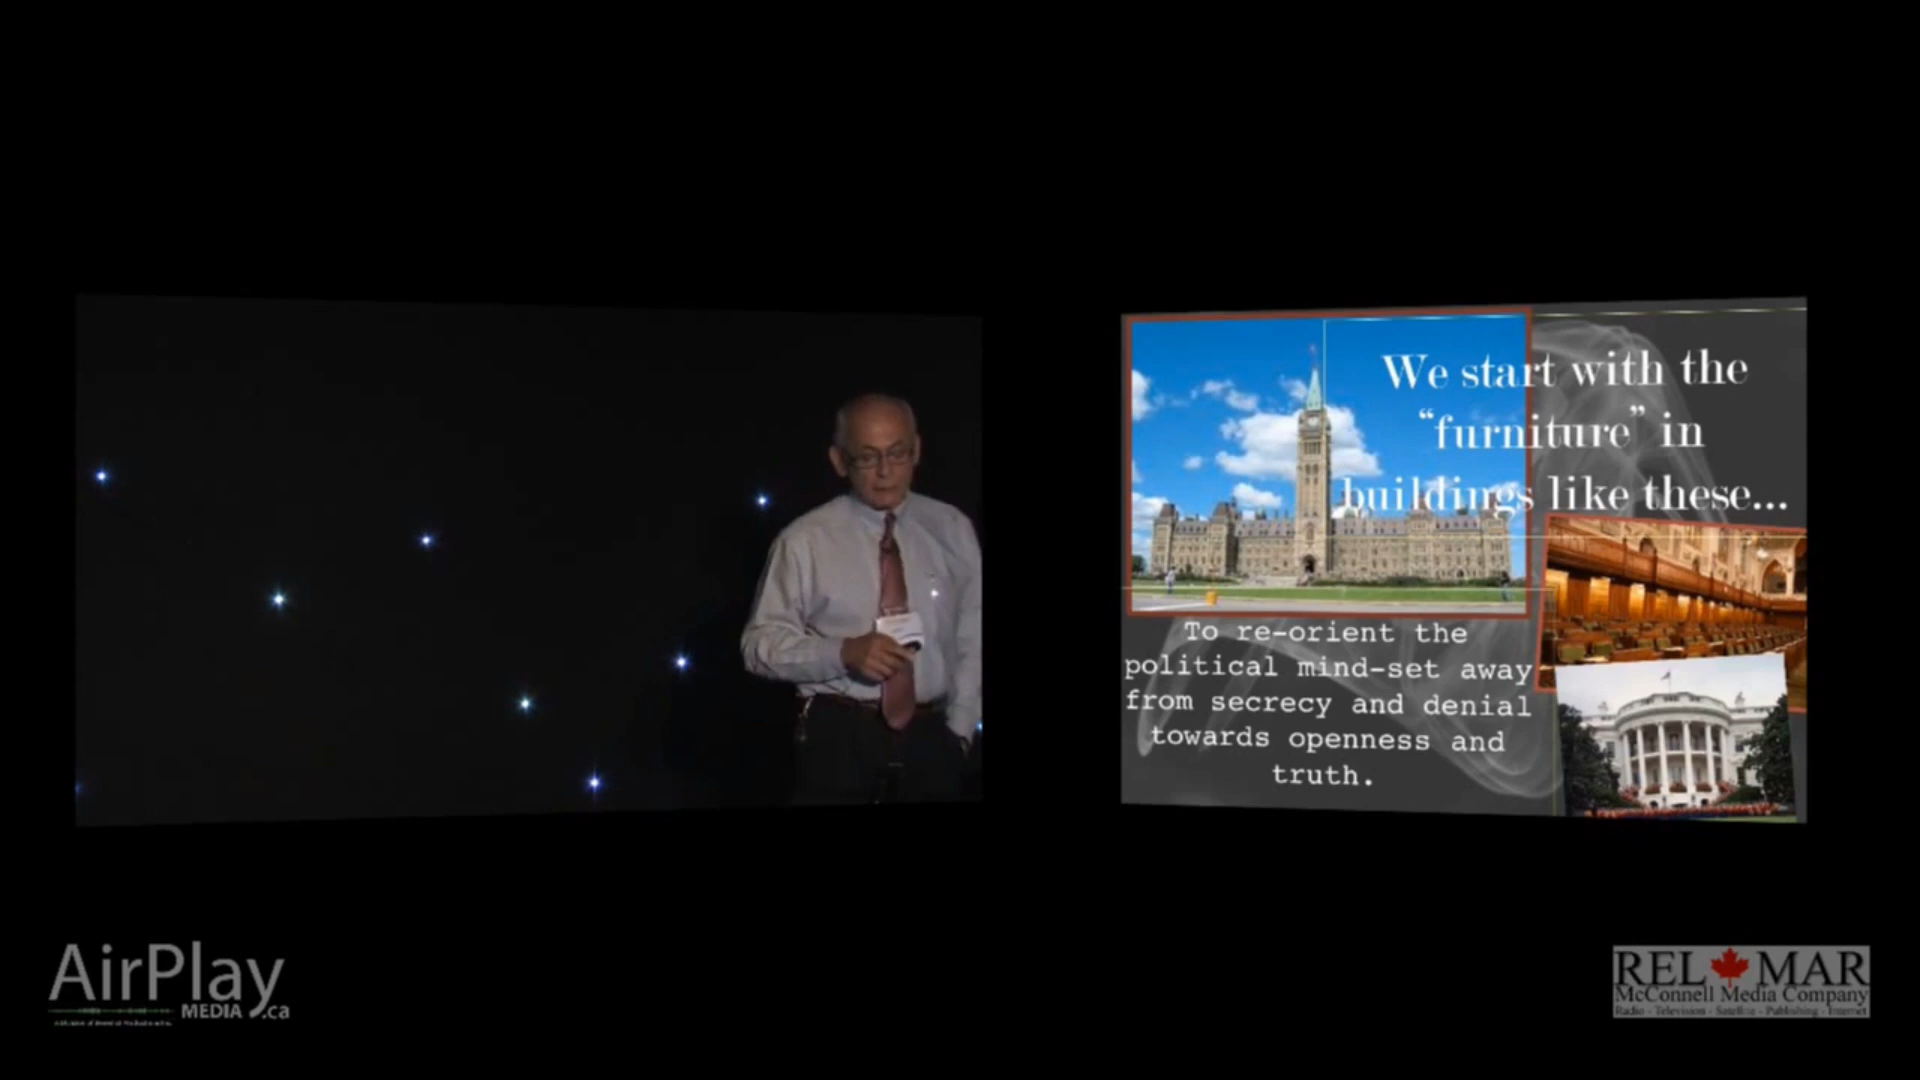 We start with the
“furniture” in
buildings like these...
To re-orient the
political mind-set away
from secrecy and denial
towards openness and
truth.
AirPlay
MEDIA.ca
REL MAR
McConnell Media Company
Radio - Television - Satellite - Publishing - Internet